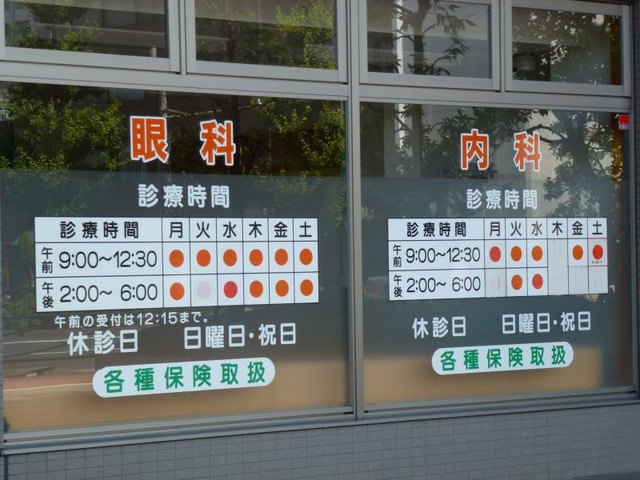 眼科
診療時間
診療時間 月 火 水 木 金 土
午前 9:00〜12:30 ● ● ● ● ● ●
午後 2:00〜6:00 ● ● ● ● ● ●
午前の受付は12:15まで。
休診日 日曜日・祝日
各種保険取扱
内科
診療時間
診療時間 月 火 水 木 金 土
午前 9:00〜12:30 ● ● ● ● ●
午後 2:00〜6:00 ● ●
休診日 日曜日・祝日
各種保険取扱